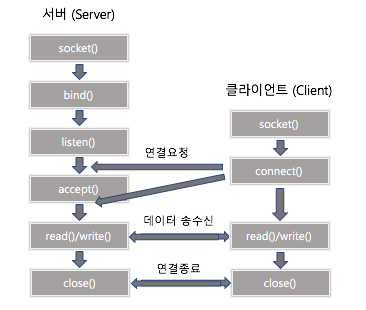 서버 (Server)
socket()
bind()
listen()
accept()
read()/write()
close()
클라이언트 (Client)
socket()
connect()
read()/write()
close()
연결요청
데이터 송수신
연결종료